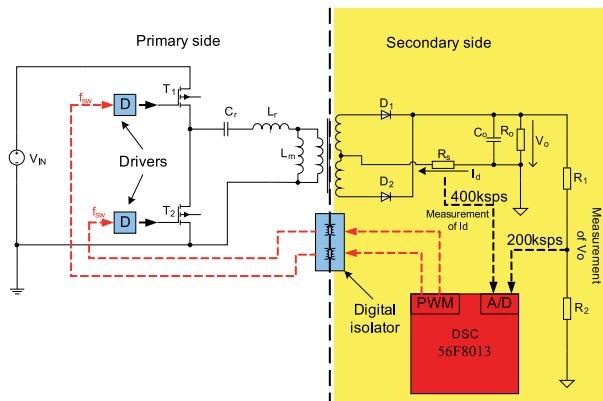 Primary side
Secondary side
fsw
D
T1
Cr
Lr
Lm
VIN
Drivers
fsw
D
T2
D1
D2
Rs
Id
Co
Ro
Vo
R1
R2
400ksps
Measurement
of Id
200ksps
Measurement
of Vo
Digital
isolator
PWM
A/D
DSC
56F8013